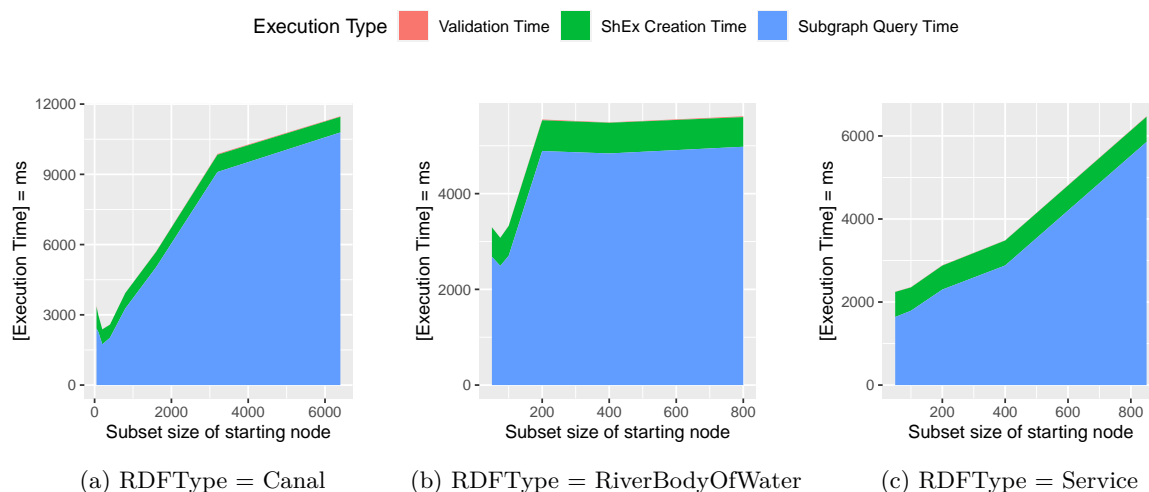 Execution Type Validation Time ShEx Creation Time Subgraph Query Time
[Execution Time] = ms
12000
9000
6000
3000
0
0 2000 4000 6000
Subset size of starting node
(a) RDFType = Canal
[Execution Time] = ms
4000
2000
0
200 400 600 800
Subset size of starting node
(b) RDFType = RiverBodyOfWater
[Execution Time] = ms
6000
4000
2000
0
200 400 600 800
Subset size of starting node
(c) RDFType = Service